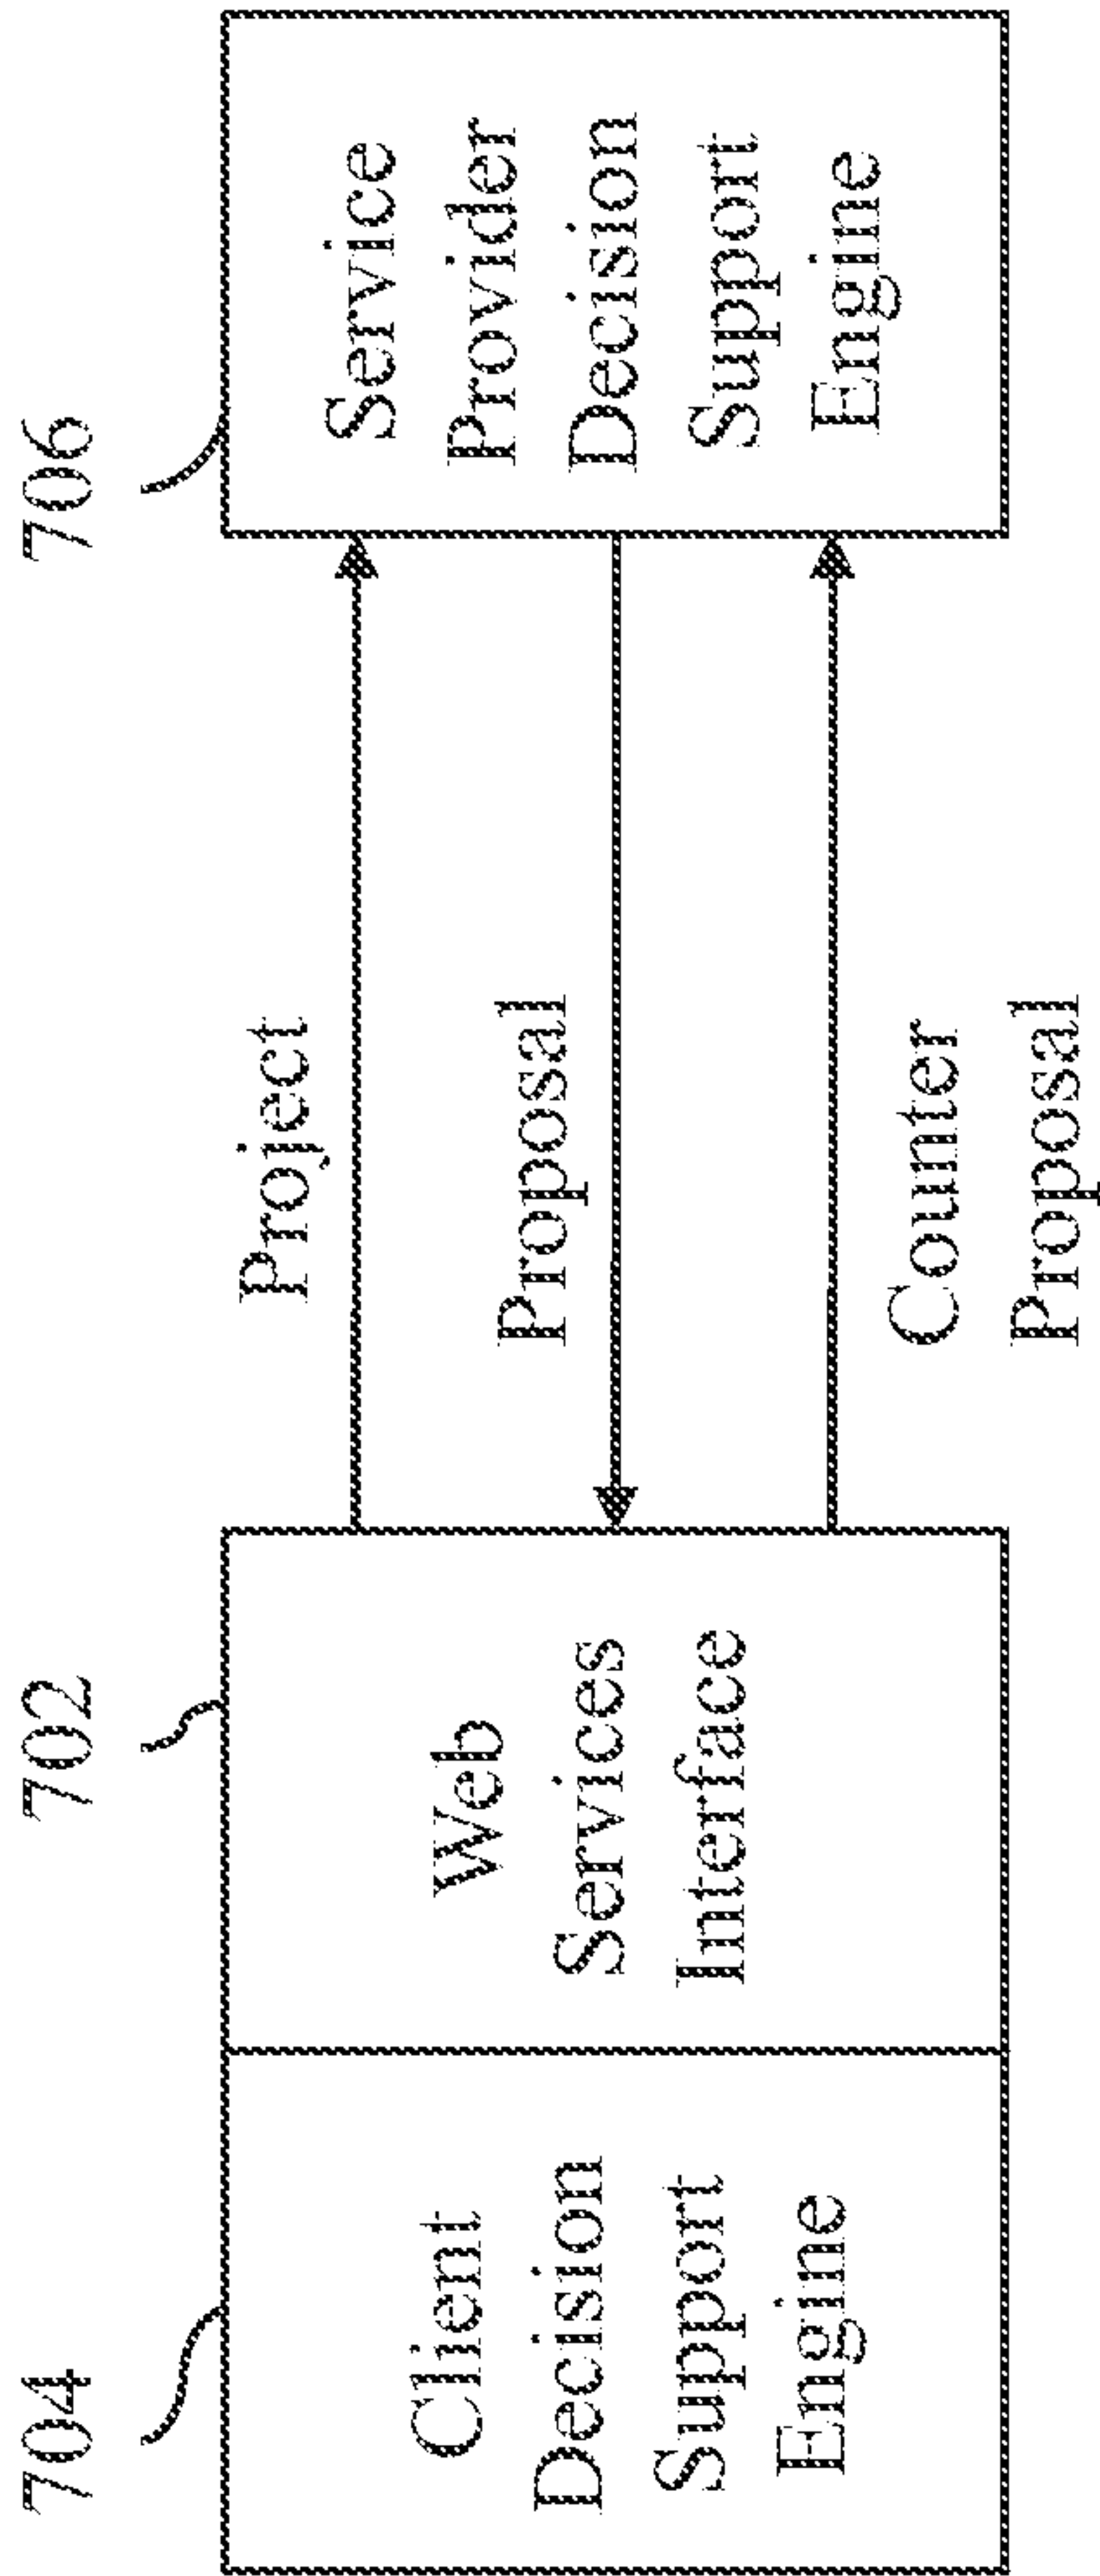 704
702
706
Client
Decision
Support
Engine
Web
Services
Interface
Project
Proposal
Counter
Proposal
Service
Provider
Decision
Support
Engine